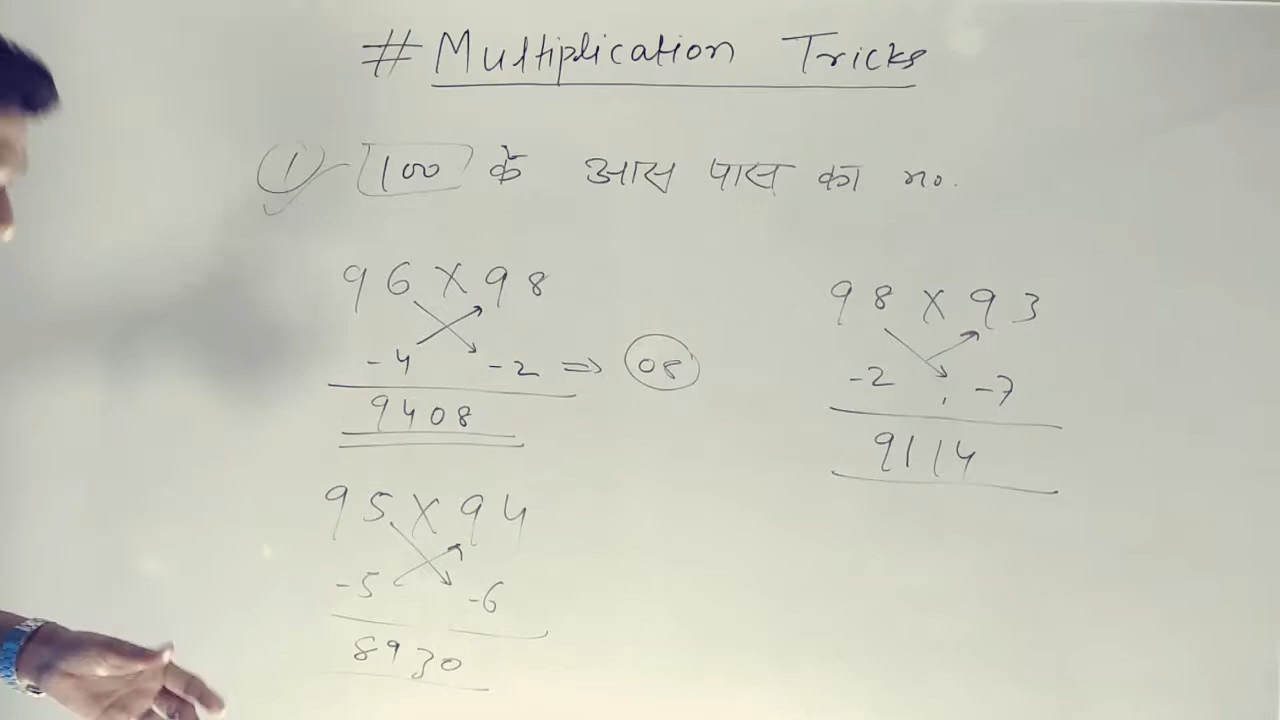 # Multiplication Tricks
① 100 के आस पास का no.
96 X 98
-4 -2 => 08
9408
95 X 94
-5 -6
8930
98 X 93
-2 -7
9114